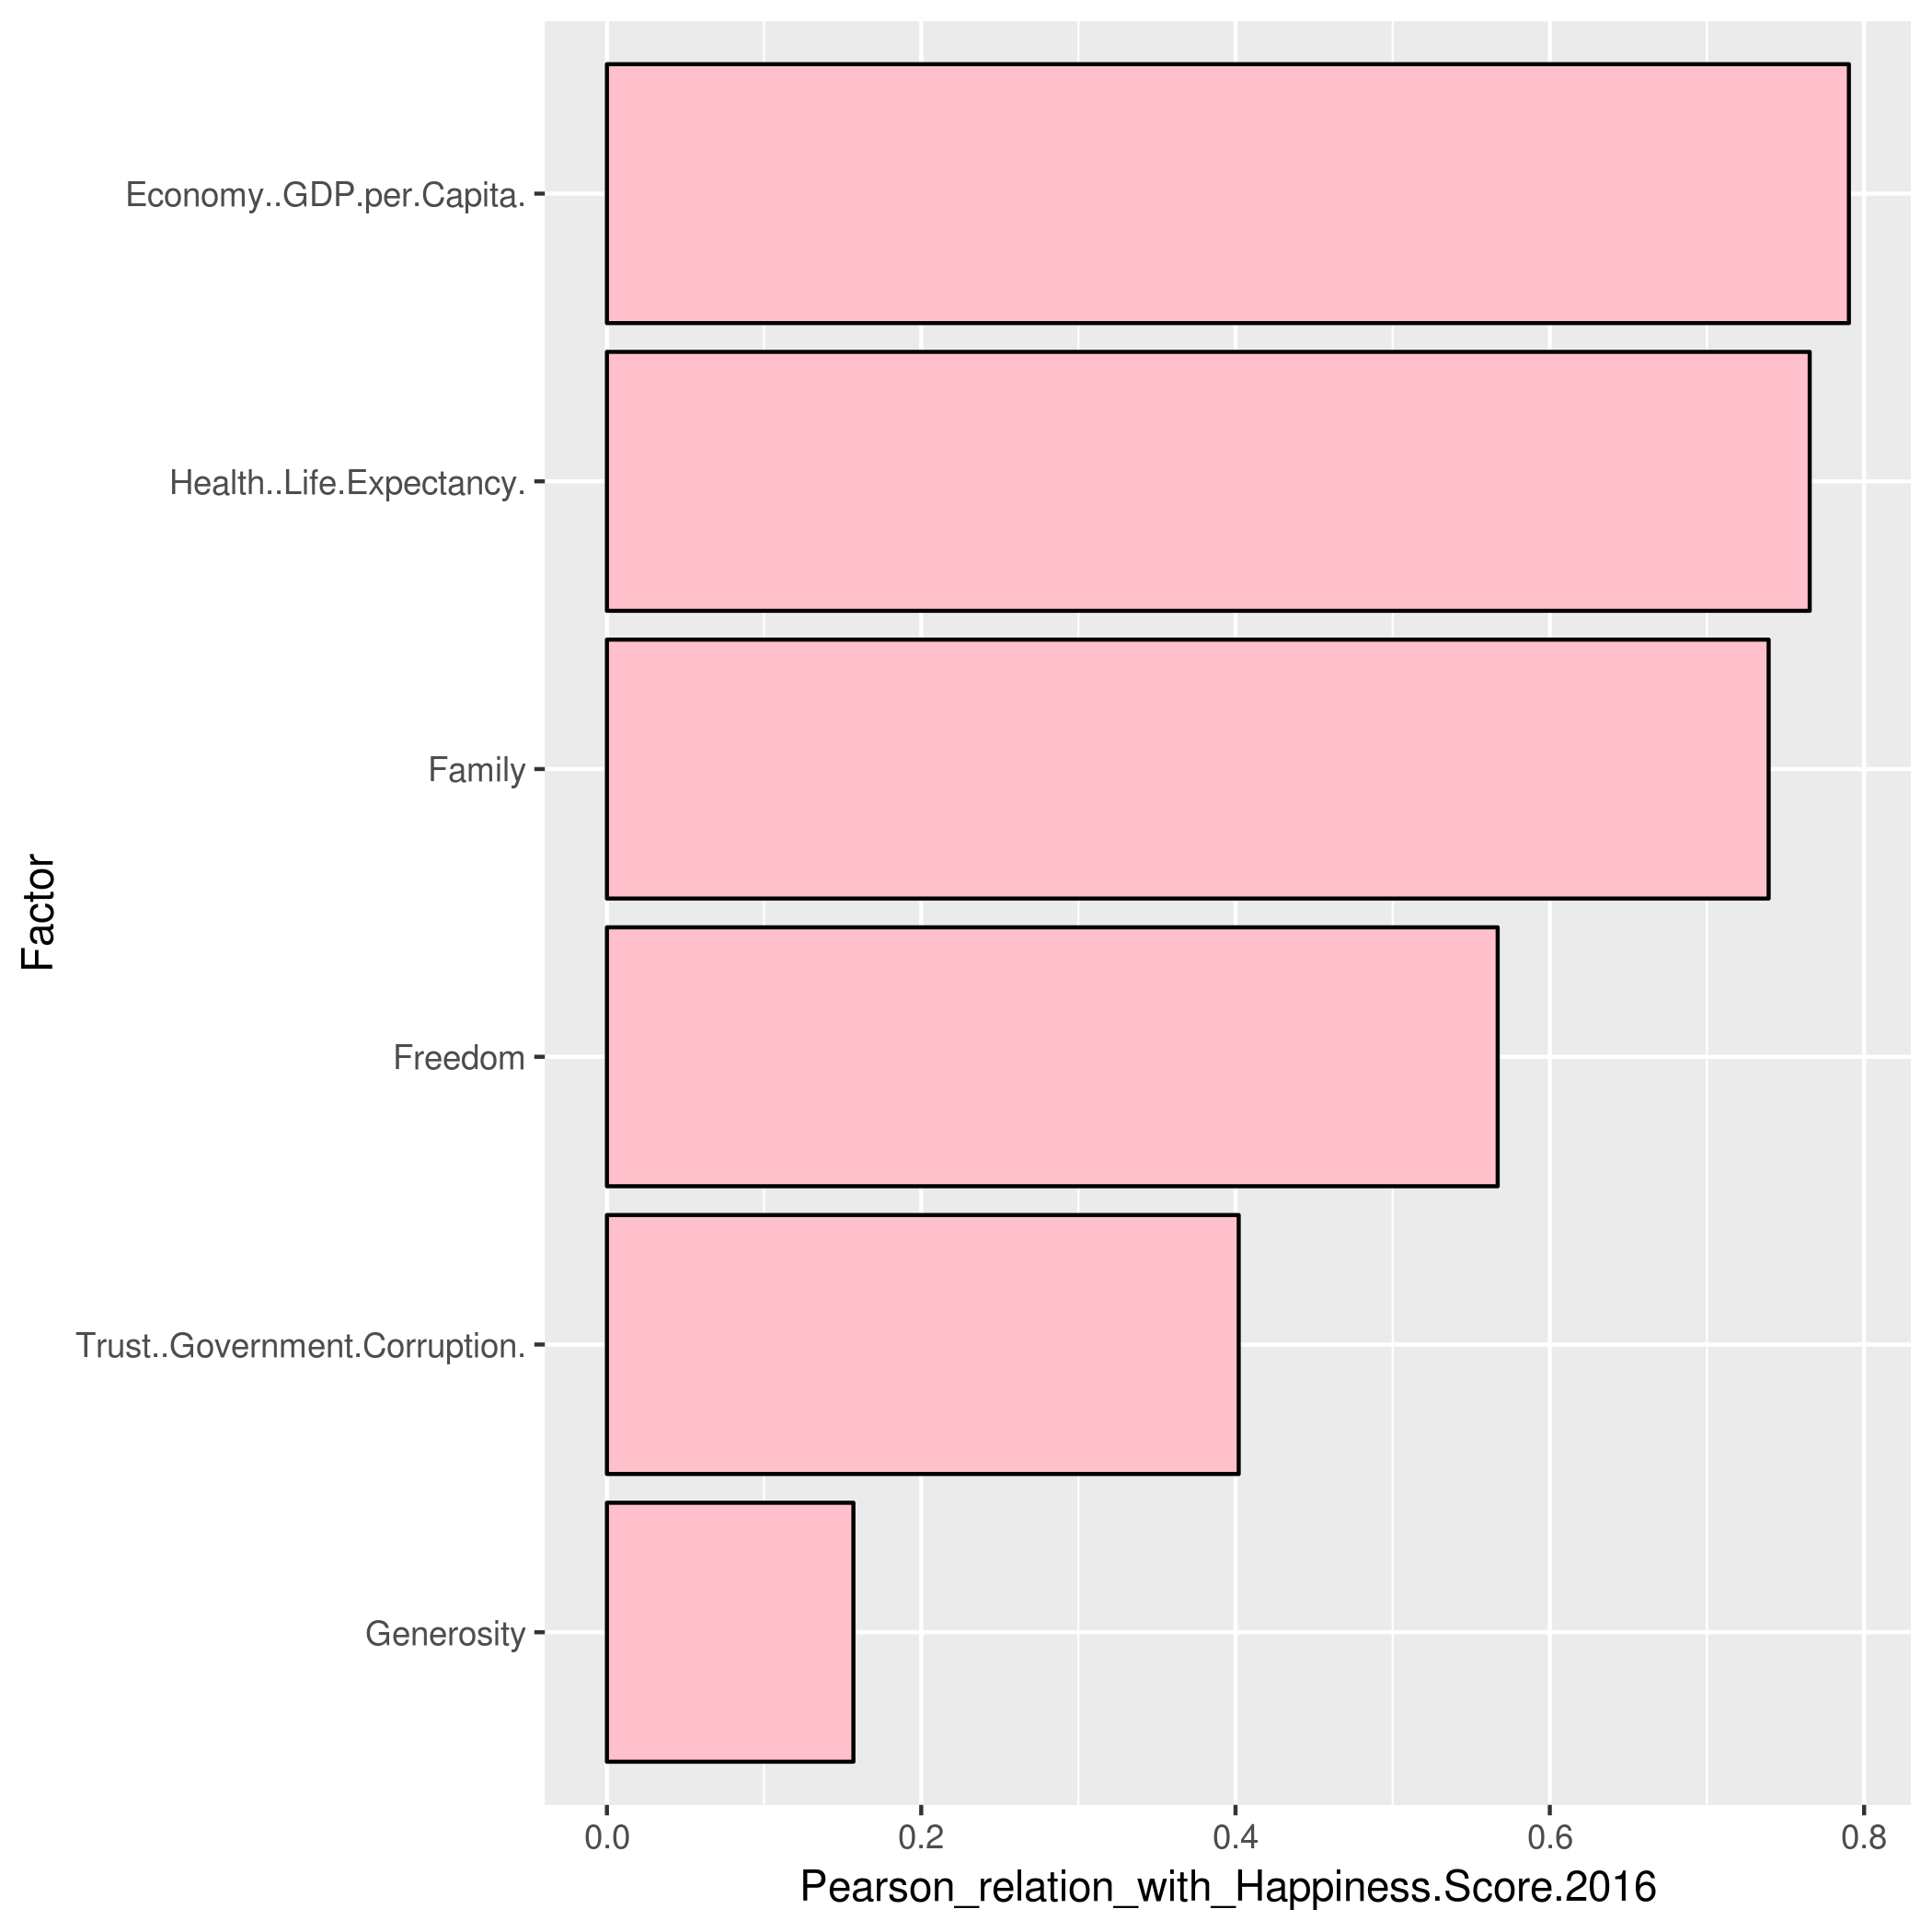 Economy..GDP.per.Capita.
Health..Life.Expectancy.
Family
Factor
Freedom
Trust..Government.Corruption.
Generosity
0.0 0.2 0.4 0.6 0.8
Pearson_relation_with_Happiness.Score.2016